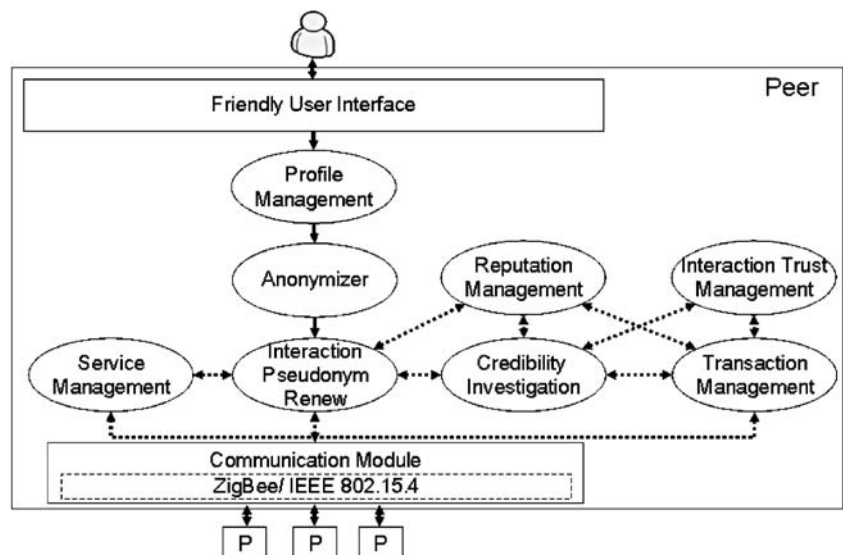 Peer
Friendly User Interface
Profile
Management
Anonymizer
Reputation
Management
Interaction Trust
Management
Service
Management
Interaction
Pseudonym
Renew
Credibility
Investigation
Transaction
Management
Communication Module
ZigBee/ IEEE 802.15.4
P
P
P